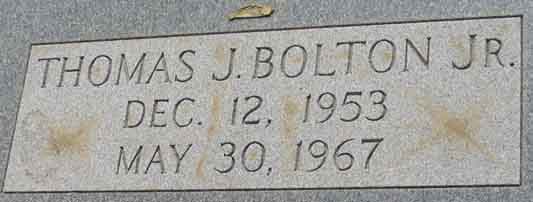 THOMAS J. BOLTON JR.
DEC. 12, 1953
MAY 30, 1967